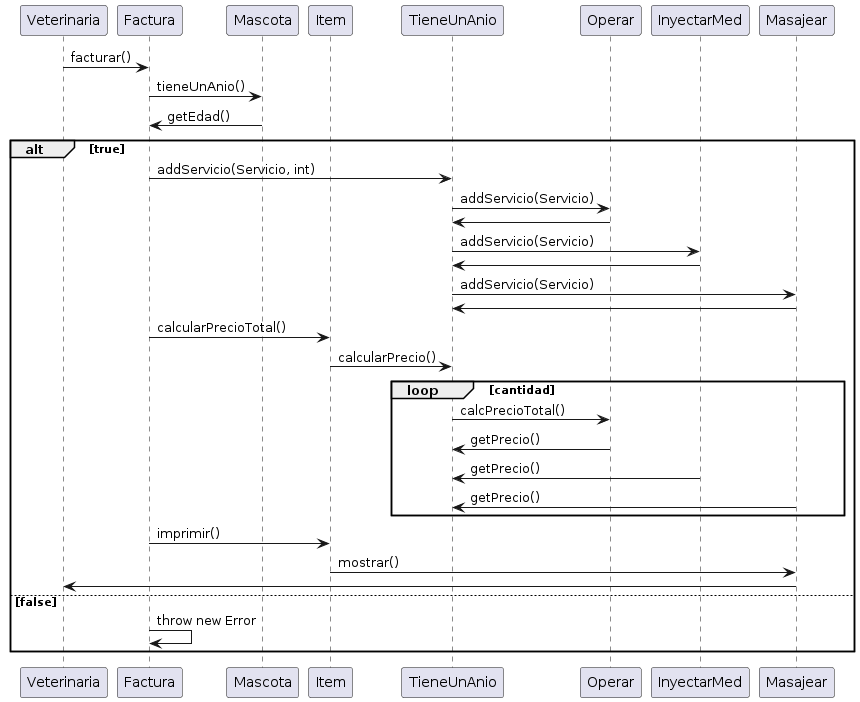 Veterinaria Factura Mascota Item TieneUnAnio Operar InyectarMed Masajear
facturar()
tieneUnAnio()
getEdad()
alt [true]
addServicio(Servicio, int)
addServicio(Servicio)
addServicio(Servicio)
addServicio(Servicio)
calcularPrecioTotal()
calcularPrecio()
loop [cantidad]
calcPrecioTotal()
getPrecio()
getPrecio()
getPrecio()
imprimir()
mostrar()
[false]
throw new Error
Veterinaria Factura Mascota Item TieneUnAnio Operar InyectarMed Masajear